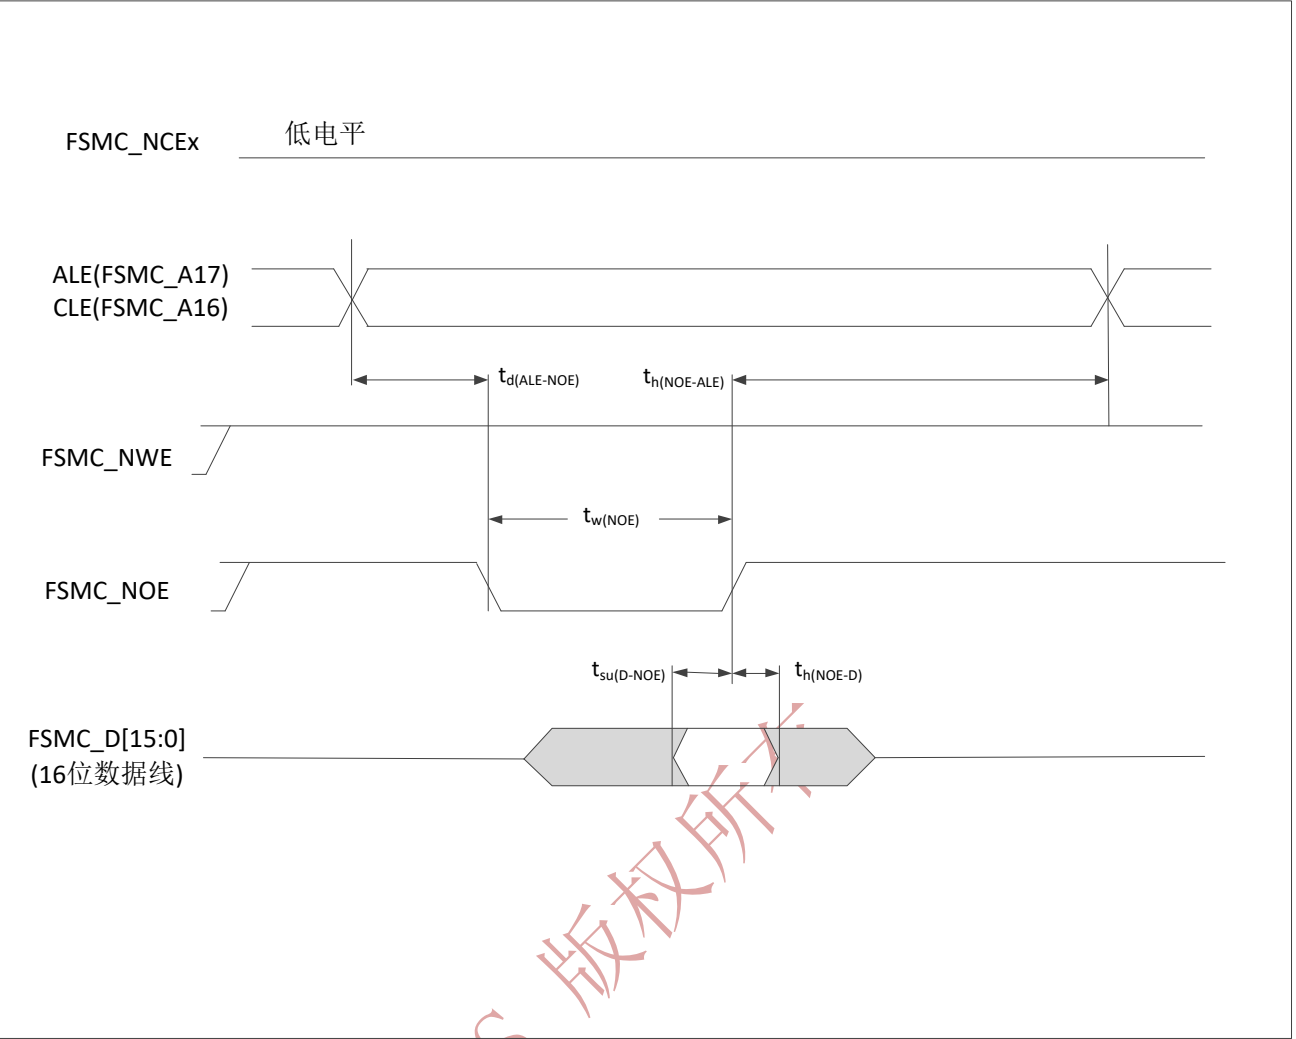 FSMC_NCEx 低电平
ALE(FSMC_A17)
CLE(FSMC_A16)
td(ALE-NOE) th(NOE-ALE)
FSMC_NWE
tw(NOE)
FSMC_NOE
tsu(D-NOE) th(NOE-D)
FSMC_D[15:0]
(16位数据线)
版权所有